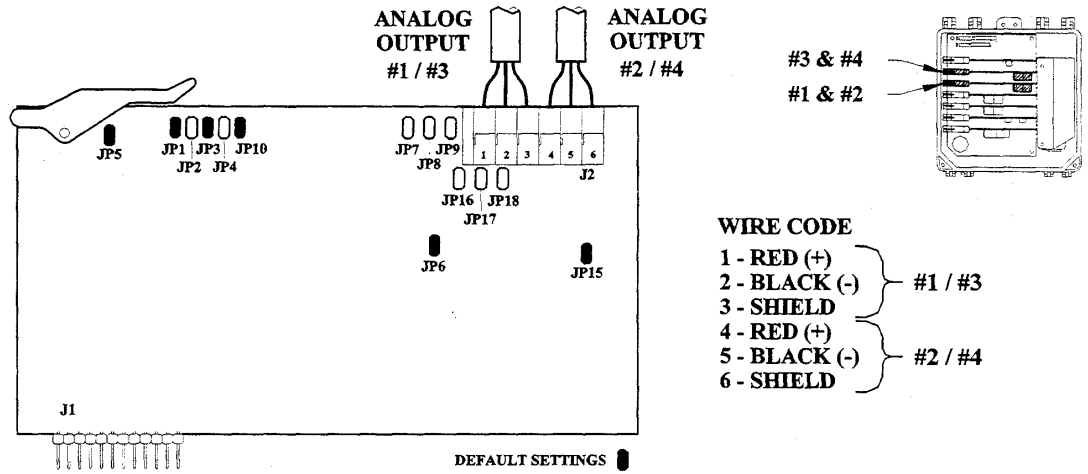 ANALOG
OUTPUT
#1 / #3
ANALOG
OUTPUT
#2 / #4
#3 & #4
#1 & #2
JP5
JP1
JP3
JP10
JP2
JP4
JP7
JP9
JP8
1
2
3
4
5
6
J2
JP16
JP18
JP17
JP6
JP15
WIRE CODE
1 - RED (+)
2 - BLACK (-)
3 - SHIELD
#1 / #3
4 - RED (+)
5 - BLACK (-)
6 - SHIELD
#2 / #4
J1
DEFAULT SETTINGS